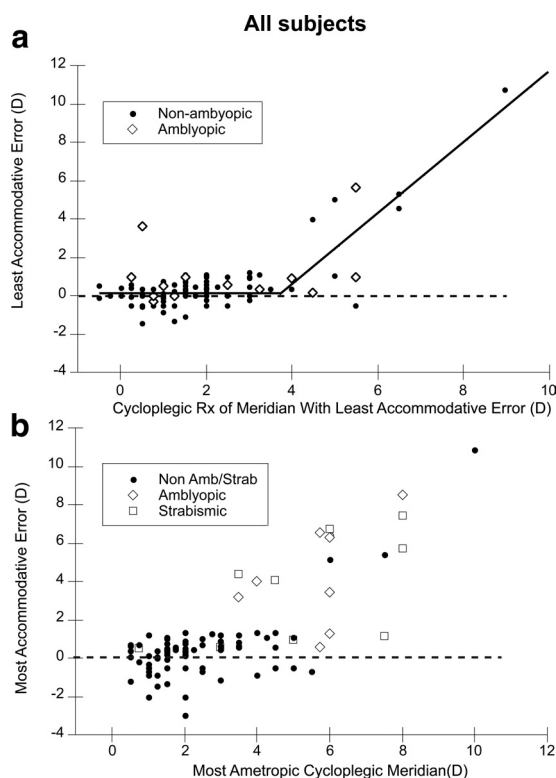 All subjects
a
Least Accommodative Error (D)
12
10
8
6
4
2
0
-2
-4
Non-ambyopic
Amblyopic
0 2 4 6 8 10
Cycloplegic Rx of Meridian With Least Accommodative Error (D)
b
Most Accommodative Error (D)
12
10
8
6
4
2
0
-2
-4
Non Amb/Strab
Amblyopic
Strabismic
0 2 4 6 8 10 12
Most Ametropic Cycloplegic Meridian(D)